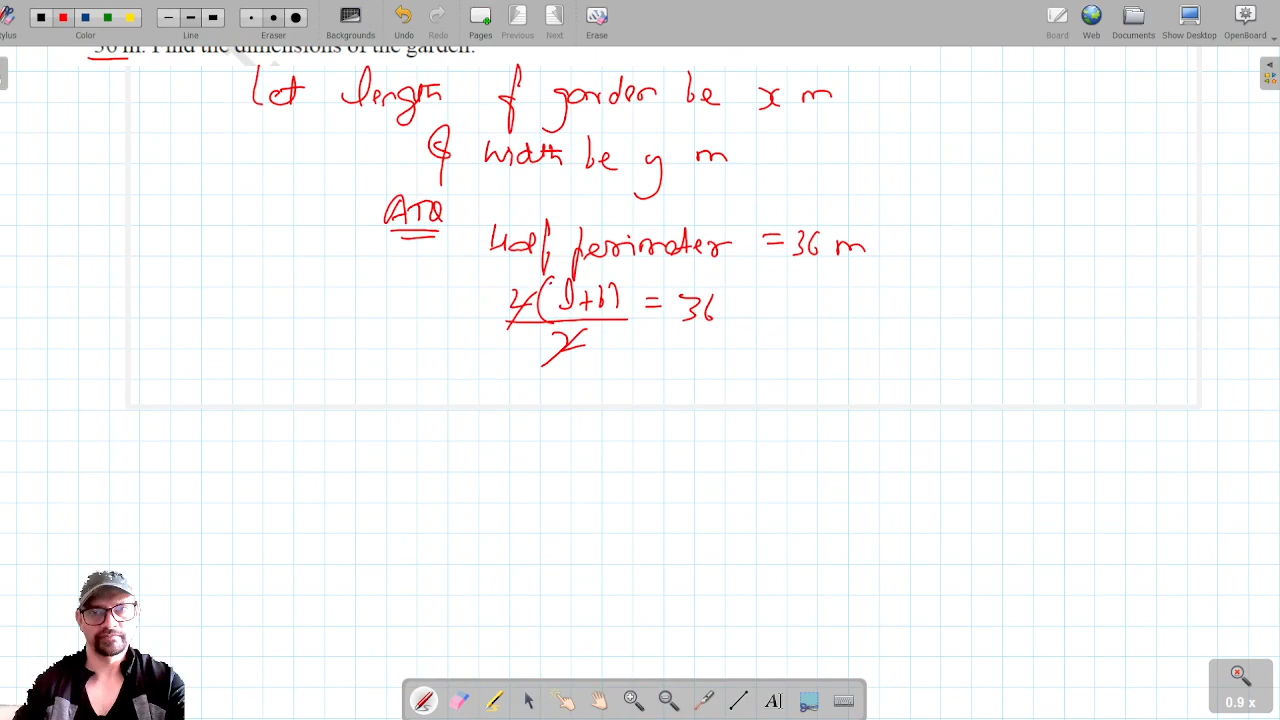 Stylus
Color
Line
Backgrounds
Undo
Redo
Pages
Previous
Next
Erase
Board
Web
Documents
Show Desktop
OpenBoard
36 m. Find the dimensions of the garden.
Let length of garden be x m
& width be y m
ATQ
Half perimeter = 36 m
2(l+b)/2 = 36
0.9 x